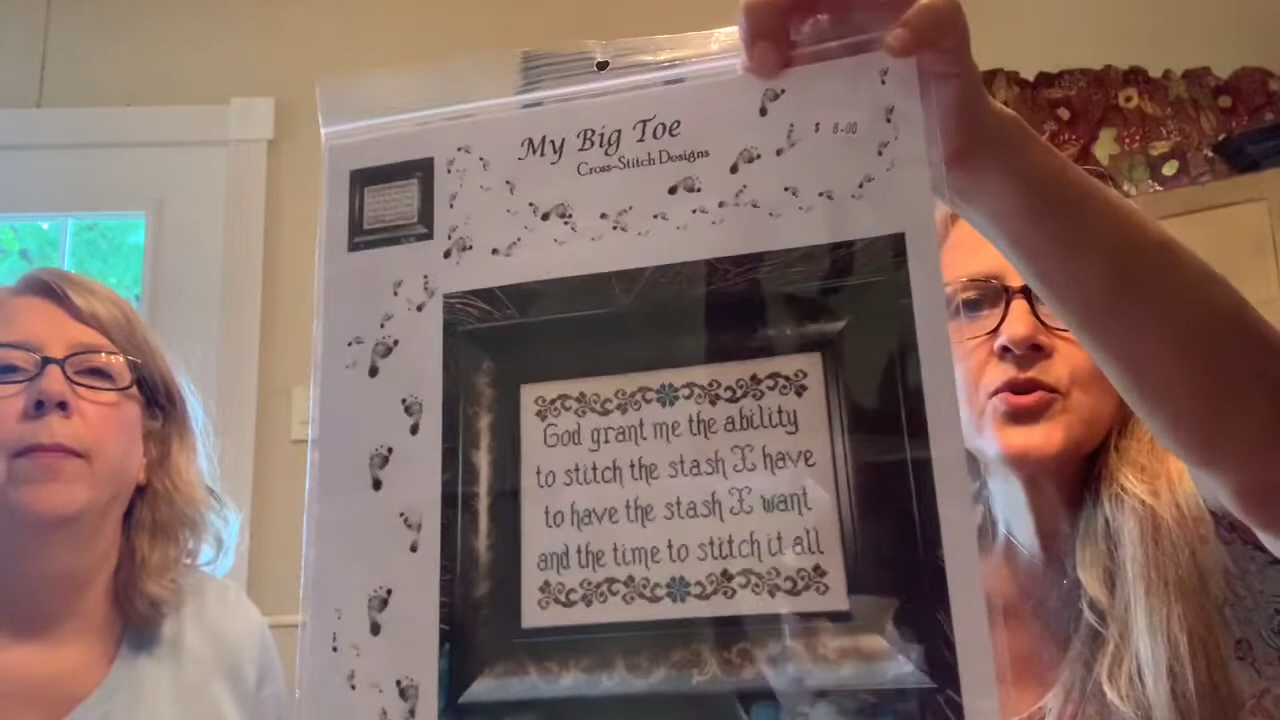 My Big Toe
Cross-Stitch Designs
$ 8.00
God grant me the ability
to stitch the stash I have
to have the stash I want
and the time to stitch it all